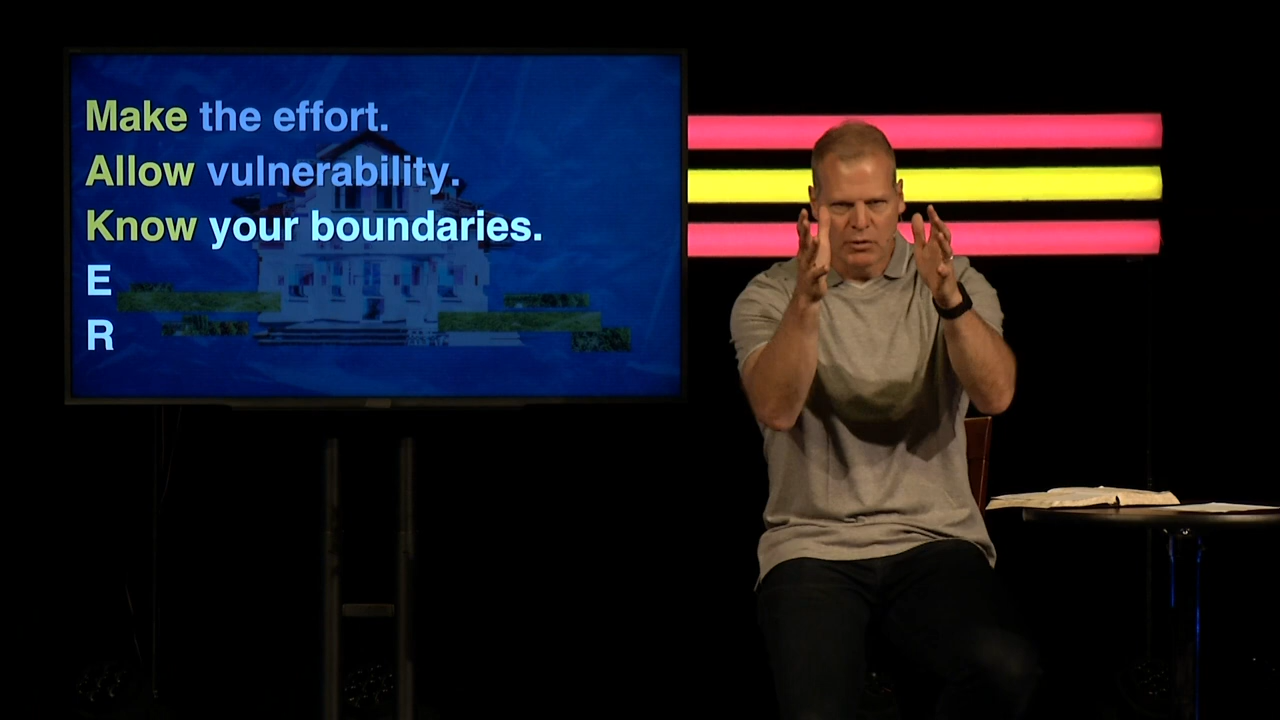 Make the effort.
Allow vulnerability.
Know your boundaries.
E
R